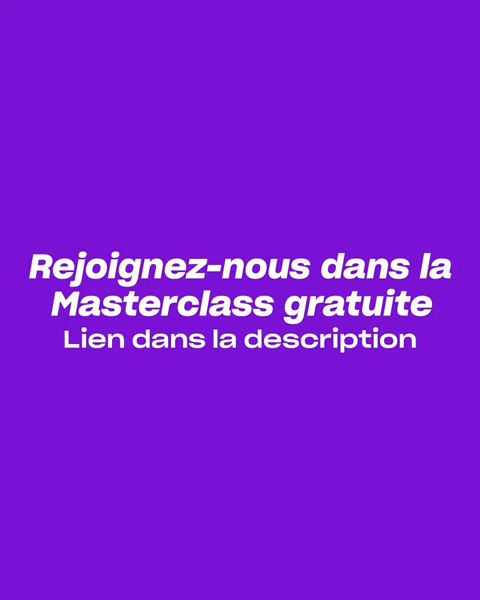 Rejoignez-nous dans la
Masterclass gratuite
Lien dans la description